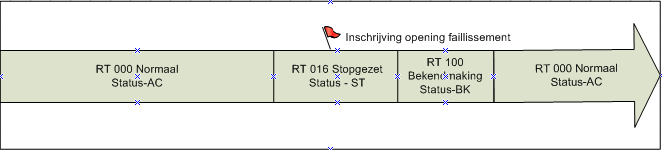 Inschrijving opening faillissement
RT 000 Normaal
Status-AC
RT 016 Stopgezet
Status - ST
RT 100
Bekendmaking
Status-BK
RT 000 Normaal
Status-AC